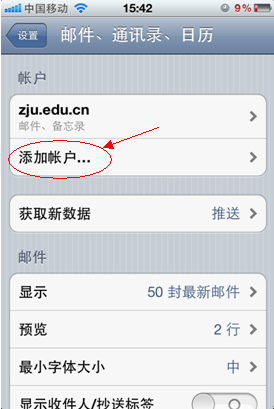 中国移动 15:42 9%
设置 邮件、通讯录、日历
帐户
zju.edu.cn
邮件、备忘录
添加帐户...
获取新数据 推送
邮件
显示 50 封最新邮件
预览 2 行
最小字体大小 中
显示收件人/抄送标签